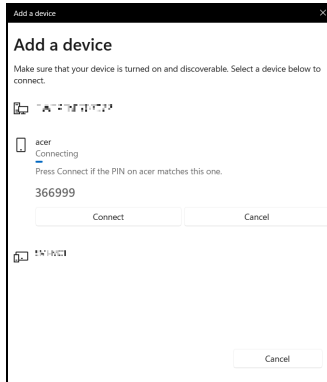 Add a device
Add a device
Make sure that your device is turned on and discoverable. Select a device below to
connect.
acer
Connecting
Press Connect if the PIN on acer matches this one.
366999
Connect
Cancel
Cancel